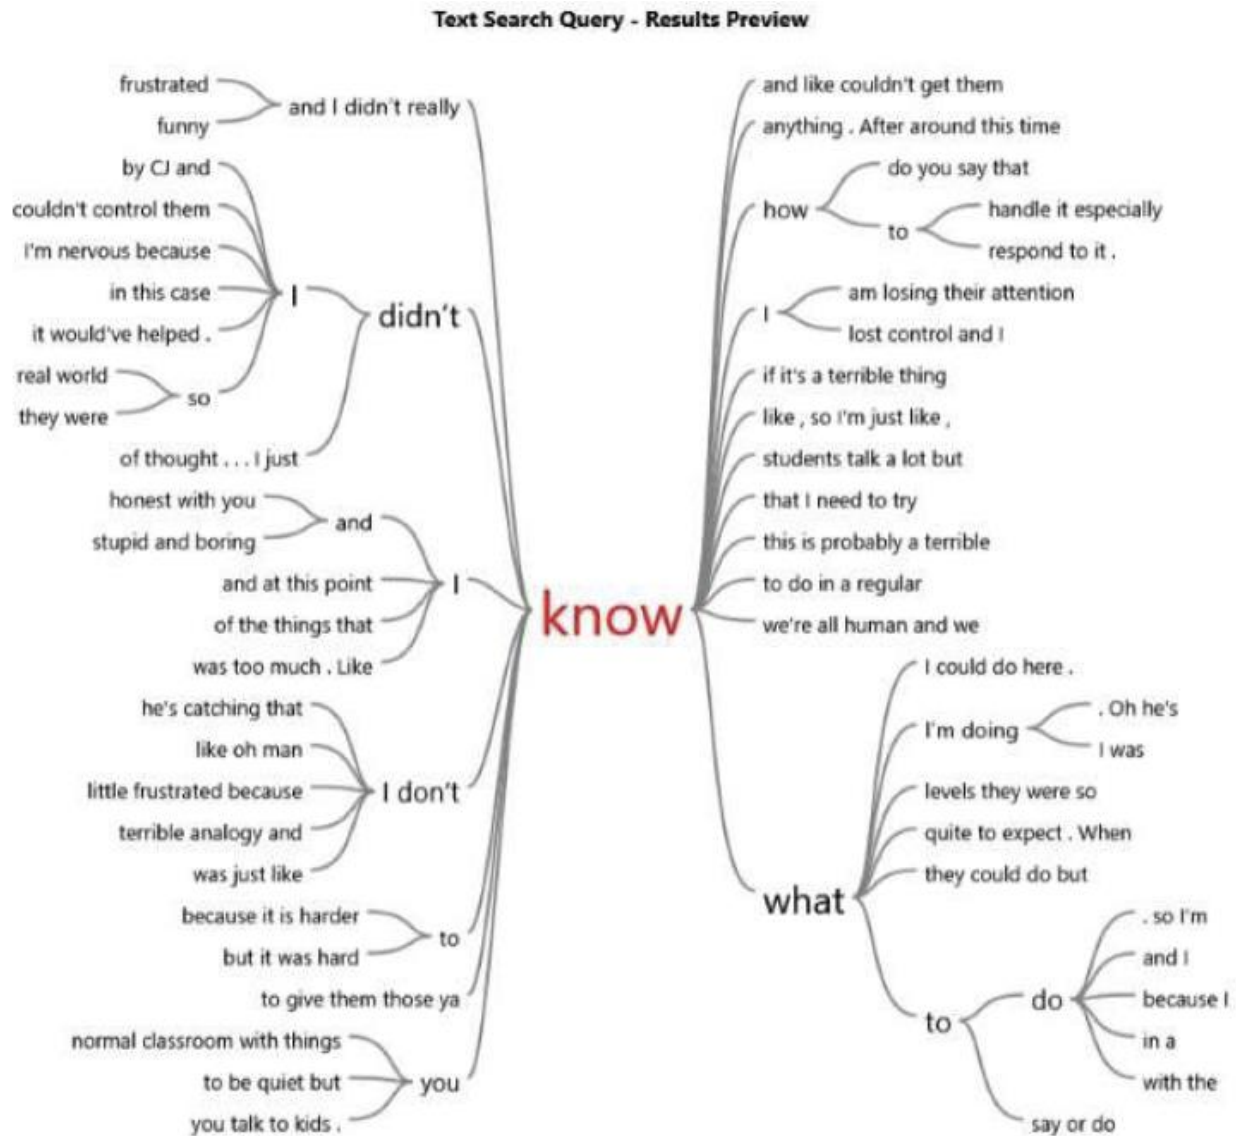 Text Search Query - Results Preview
frustrated
funny
and I didn't really
by CJ and
couldn't control them
I'm nervous because
in this case
it would've helped .
real world
they were
so
I
of thought . . . I just
didn't
honest with you
stupid and boring
and
and at this point
of the things that
was too much . Like
I
he's catching that
like oh man
little frustrated because
terrible analogy and
was just like
I don't
because it is harder
but it was hard
to
to give them those ya
normal classroom with things
to be quiet but
you talk to kids .
you
know
and like couldn't get them
anything . After around this time
how
do you say that
to
handle it especially
respond to it .
I
am losing their attention
lost control and I
if it's a terrible thing
like , so I'm just like ,
students talk a lot but
that I need to try
this is probably a terrible
to do in a regular
we're all human and we
what
I could do here .
I'm doing
. Oh he's
I was
levels they were so
quite to expect . When
they could do but
to
do
. so I'm
and I
because I
in a
with the
say or do